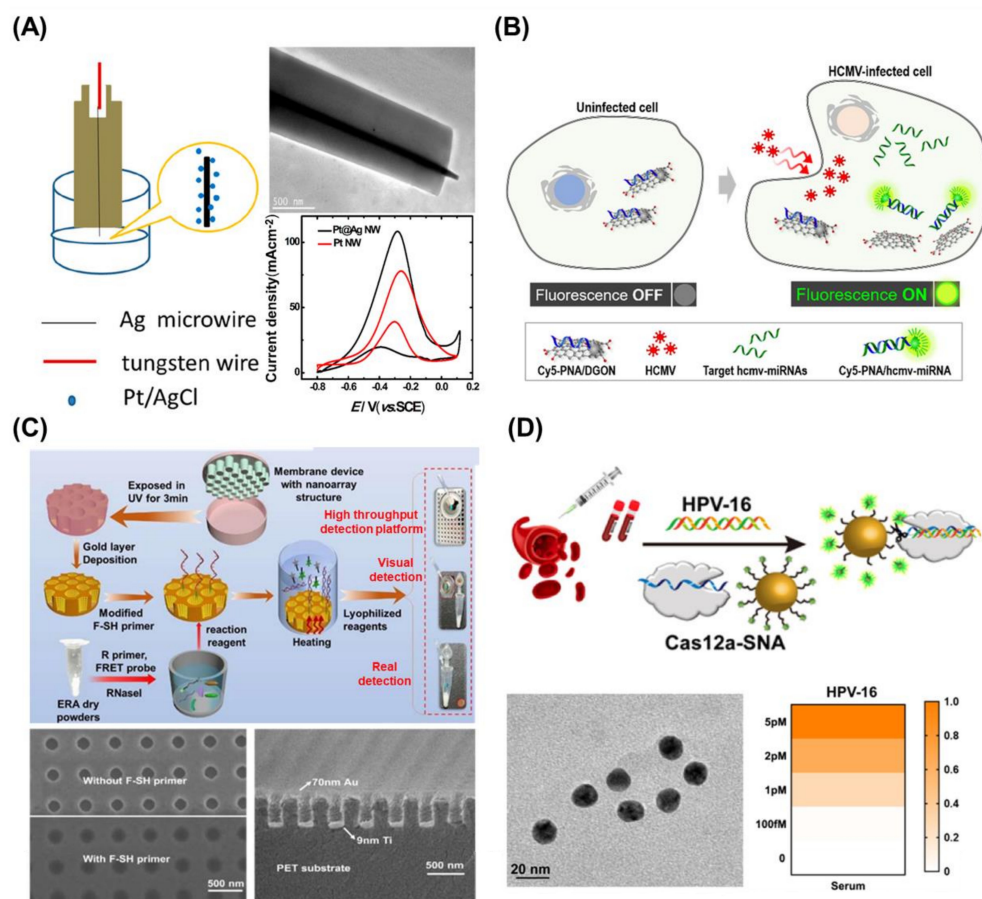 (A)
500 nm
Ag microwire
tungsten wire
Pt/AgCl
Current density(mAcm-2)
100
50
0
Pt@Ag NW
Pt NW
-0.8 -0.6 -0.4 -0.2 0.0 0.2
E/ V(vs.SCE)
(B)
Uninfected cell
HCMV-infected cell
Fluorescence OFF
Fluorescence ON
Cy5-PNA/DGON
HCMV
Target hcmv-miRNAs
Cy5-PNA/hcmv-miRNA
(C)
Exposed in
UV for 3min
Membrane device
with nanoarray
structure
Gold layer
Deposition
Modified
F-SH primer
reaction
reagent
R primer,
FRET probe
RNaseI
ERA dry
powders
Heating
Lyophilized
reagents
High throughput
detection platform
Visual
detection
Real
detection
Without F-SH primer
With F-SH primer
500 nm
70nm Au
9nm Ti
PET substrate
500 nm
(D)
HPV-16
Cas12a-SNA
20 nm
HPV-16
5pM
2pM
1pM
100fM
0
Serum
1.0
0.8
0.6
0.4
0.2
0